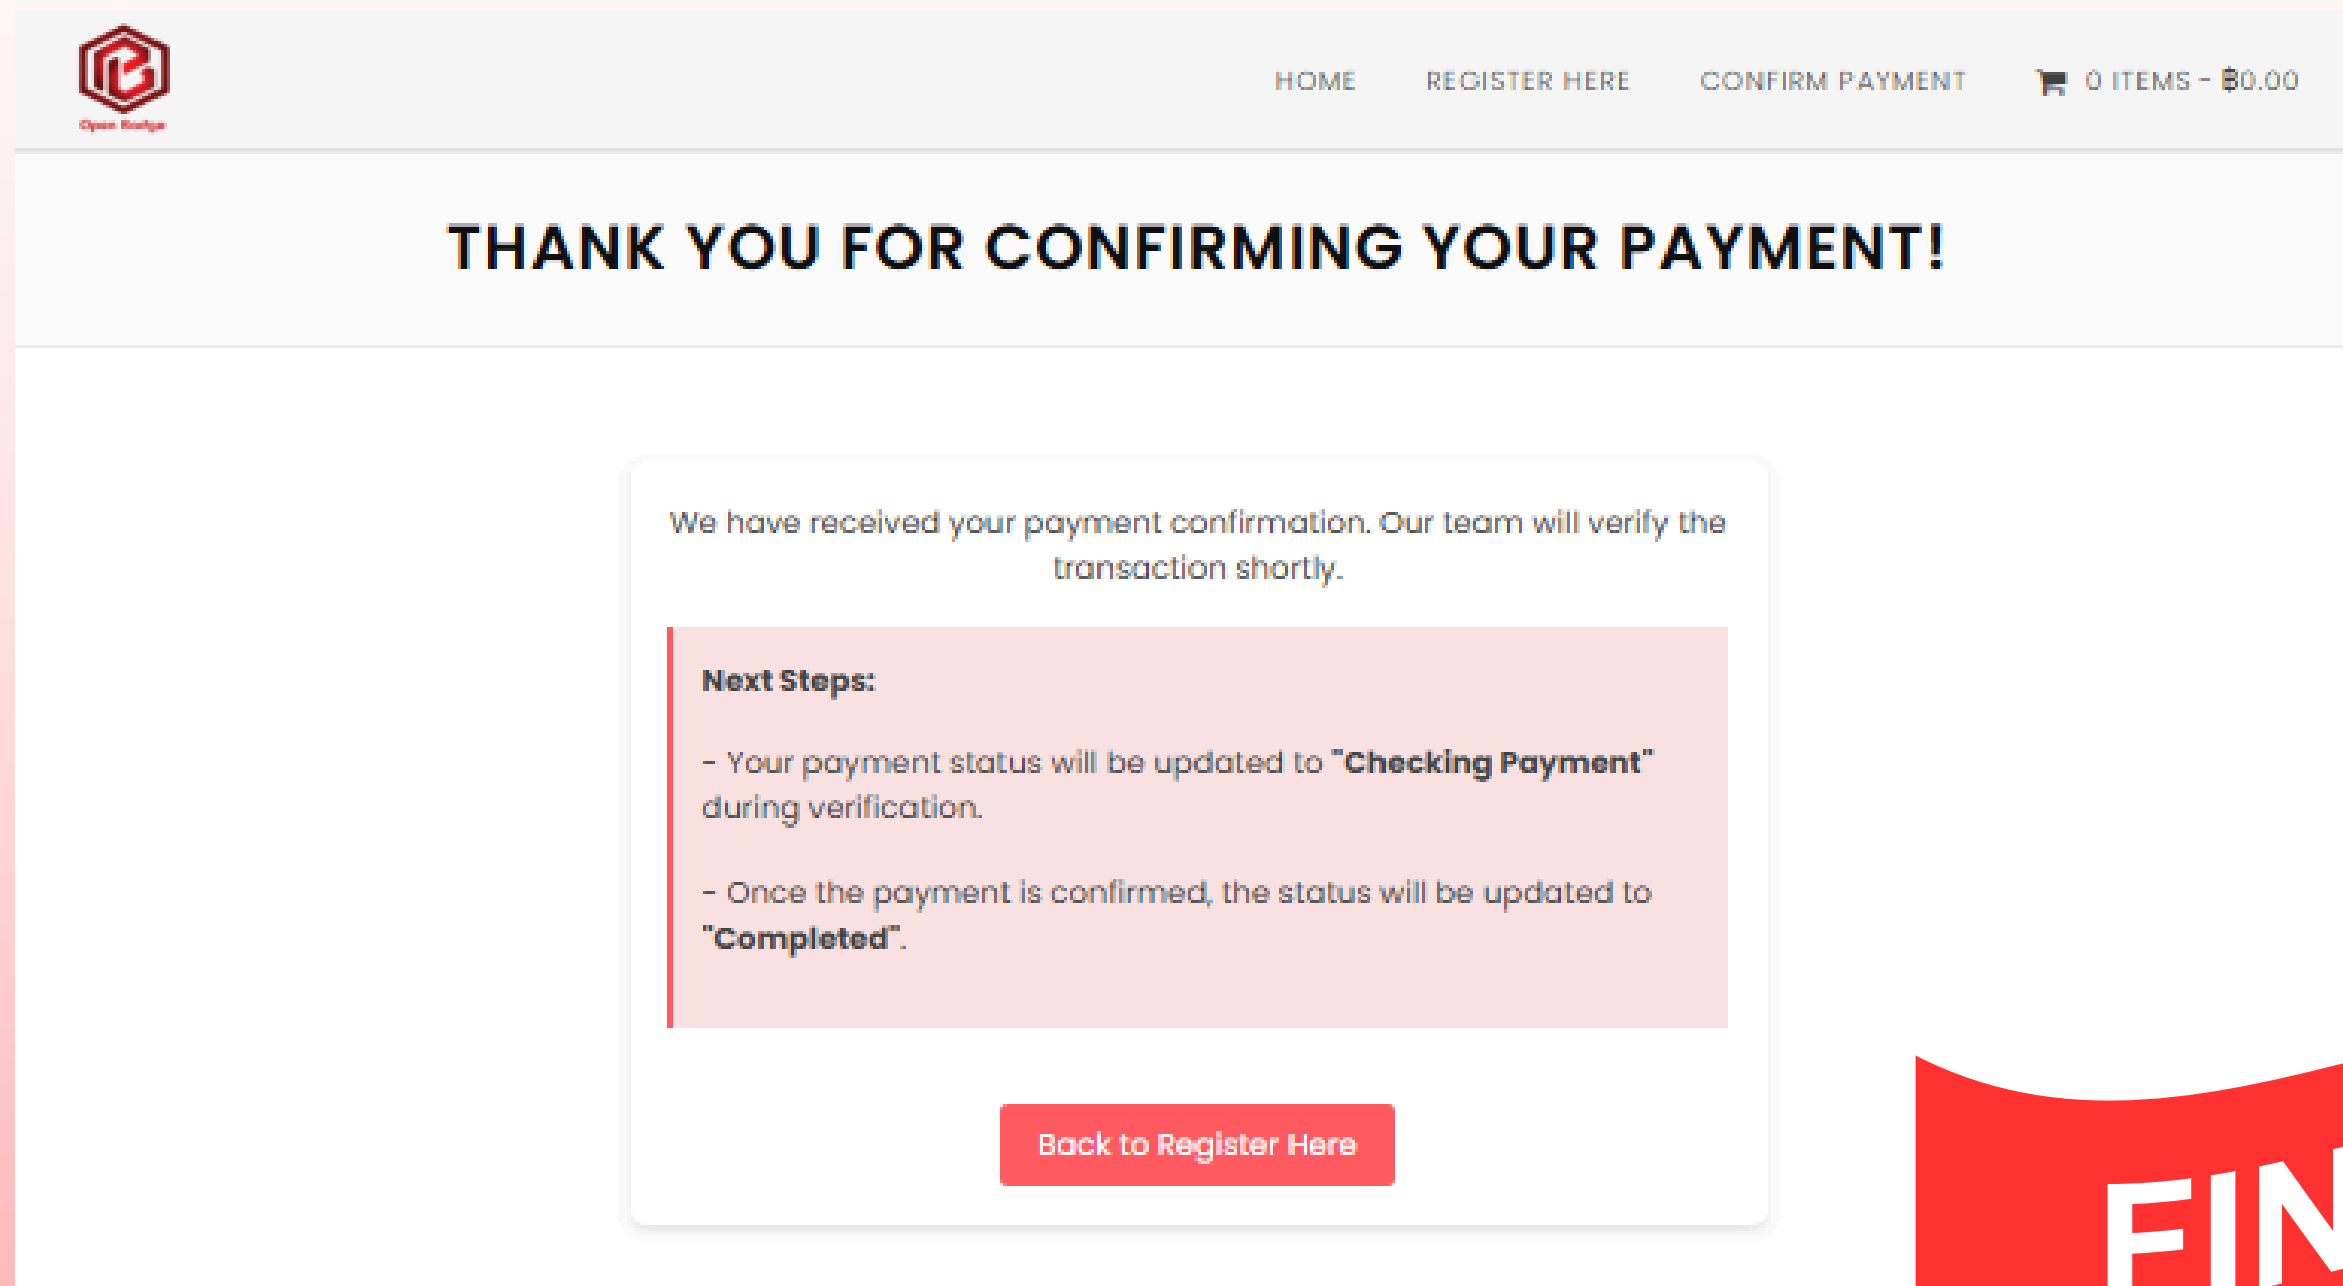 Open Badge
HOME REGISTER HERE CONFIRM PAYMENT 0 ITEMS - ฿0.00
THANK YOU FOR CONFIRMING YOUR PAYMENT!
We have received your payment confirmation. Our team will verify the
transaction shortly.
Next Steps:
- Your payment status will be updated to "Checking Payment"
during verification.
- Once the payment is confirmed, the status will be updated to
"Completed".
Back to Register Here
FIN